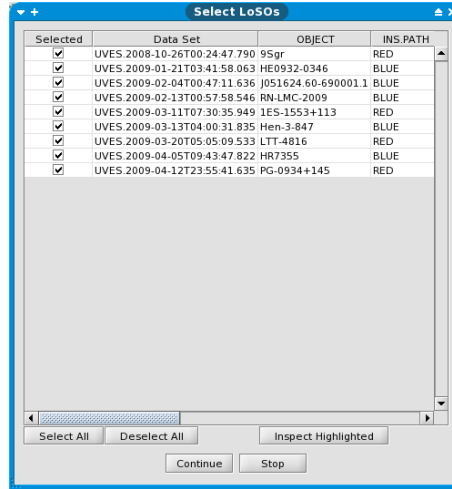 Select LoSOs
Selected Data Set OBJECT INS.PATH
UVES.2008-10-26T00:24:47.790 9Sgr RED
UVES.2009-01-21T03:41:58.063 HE0932-0346 BLUE
UVES.2009-02-04T00:47:11.636 J051624.60-690001.1 BLUE
UVES.2009-02-13T00:57:58.546 RN-LMC-2009 BLUE
UVES.2009-03-11T07:30:35.949 1ES-1553+113 RED
UVES.2009-03-13T04:00:31.835 Hen-3-847 BLUE
UVES.2009-03-20T05:05:09.533 LTT-4816 RED
UVES.2009-04-05T09:43:47.822 HR7355 BLUE
UVES.2009-04-12T23:55:41.635 PG-0934+145 RED
Select All Deselect All Inspect Highlighted
Continue Stop